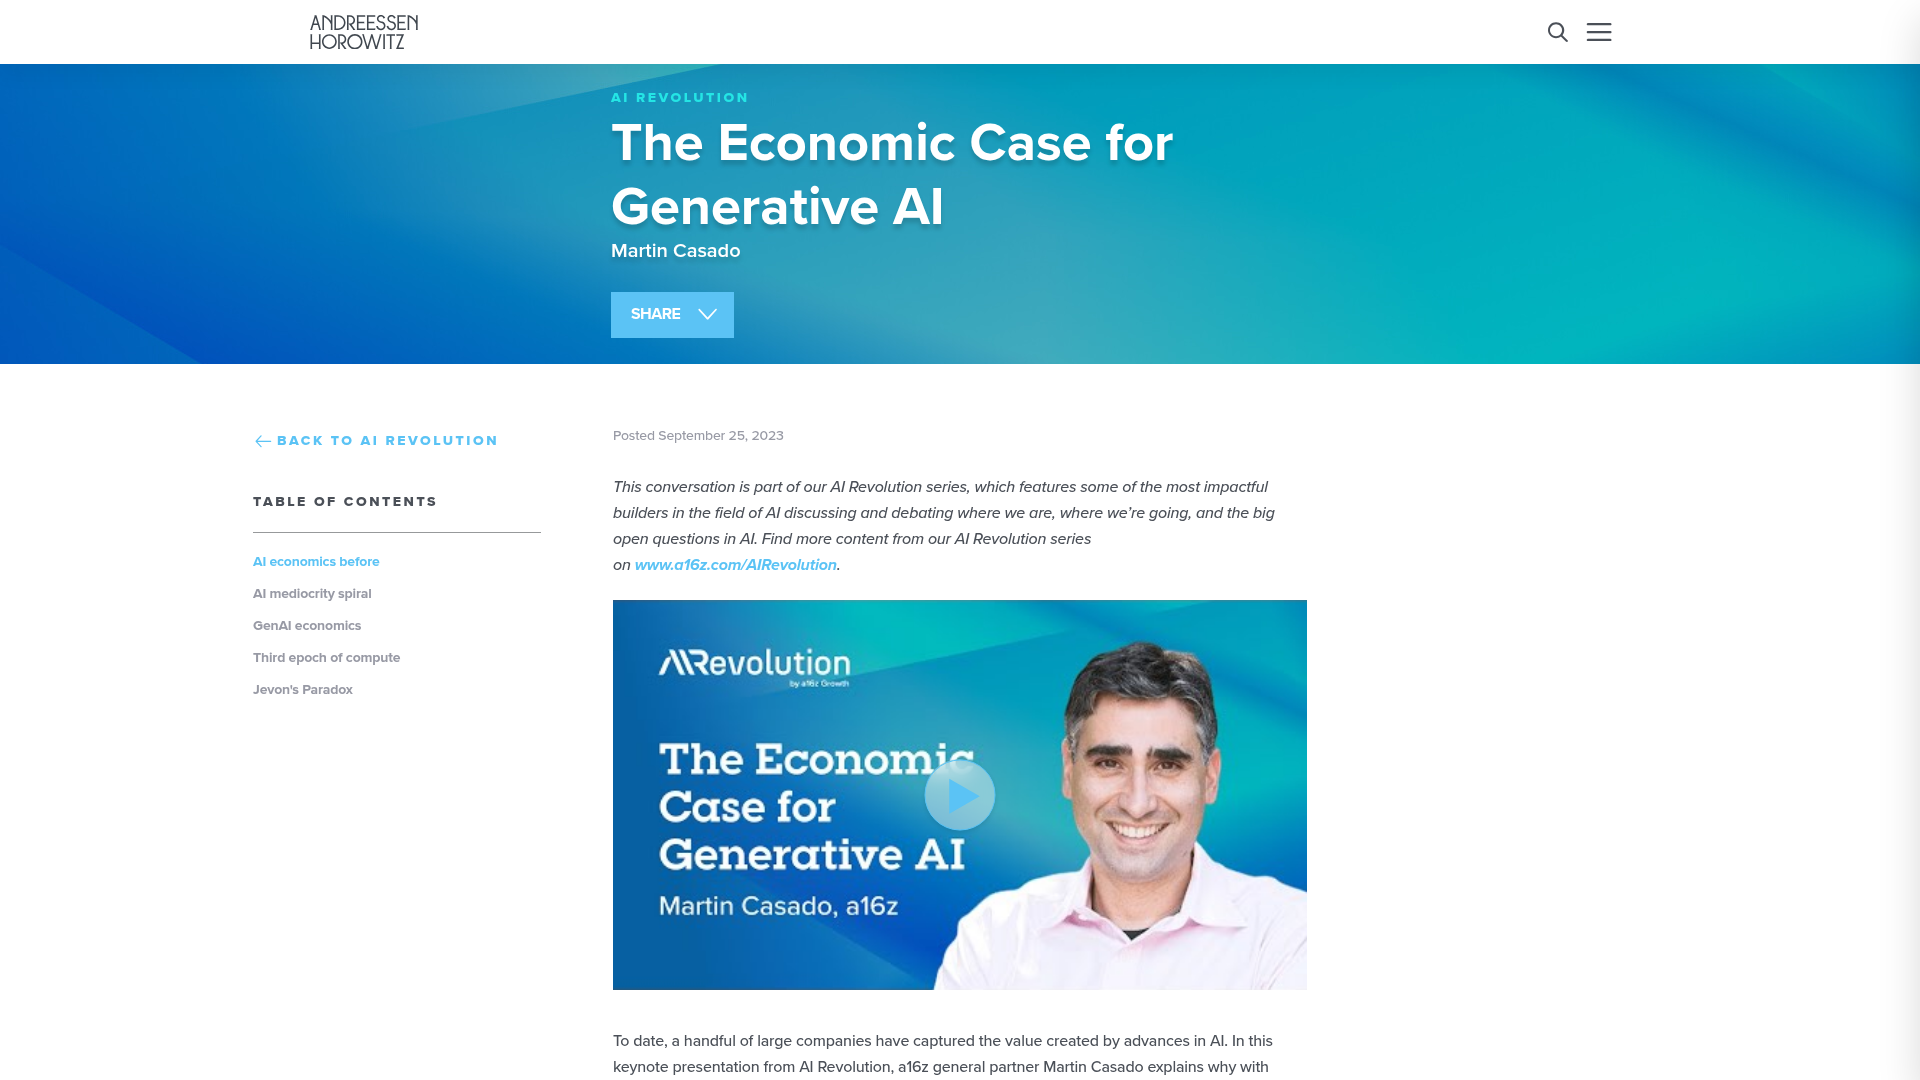 ANDREESSEN
HOROWITZ
AI REVOLUTION
The Economic Case for
Generative AI
Martin Casado
SHARE
BACK TO AI REVOLUTION
TABLE OF CONTENTS
AI economics before
AI mediocrity spiral
GenAI economics
Third epoch of compute
Jevon's Paradox
Posted September 25, 2023
This conversation is part of our AI Revolution series, which features some of the most impactful
builders in the field of AI discussing and debating where we are, where we’re going, and the big
open questions in AI. Find more content from our AI Revolution series
on www.a16z.com/AIRevolution.
AI Revolution
by a16z Growth
The Economic
Case for
Generative AI
Martin Casado, a16z
To date, a handful of large companies have captured the value created by advances in AI. In this
keynote presentation from AI Revolution, a16z general partner Martin Casado explains why with